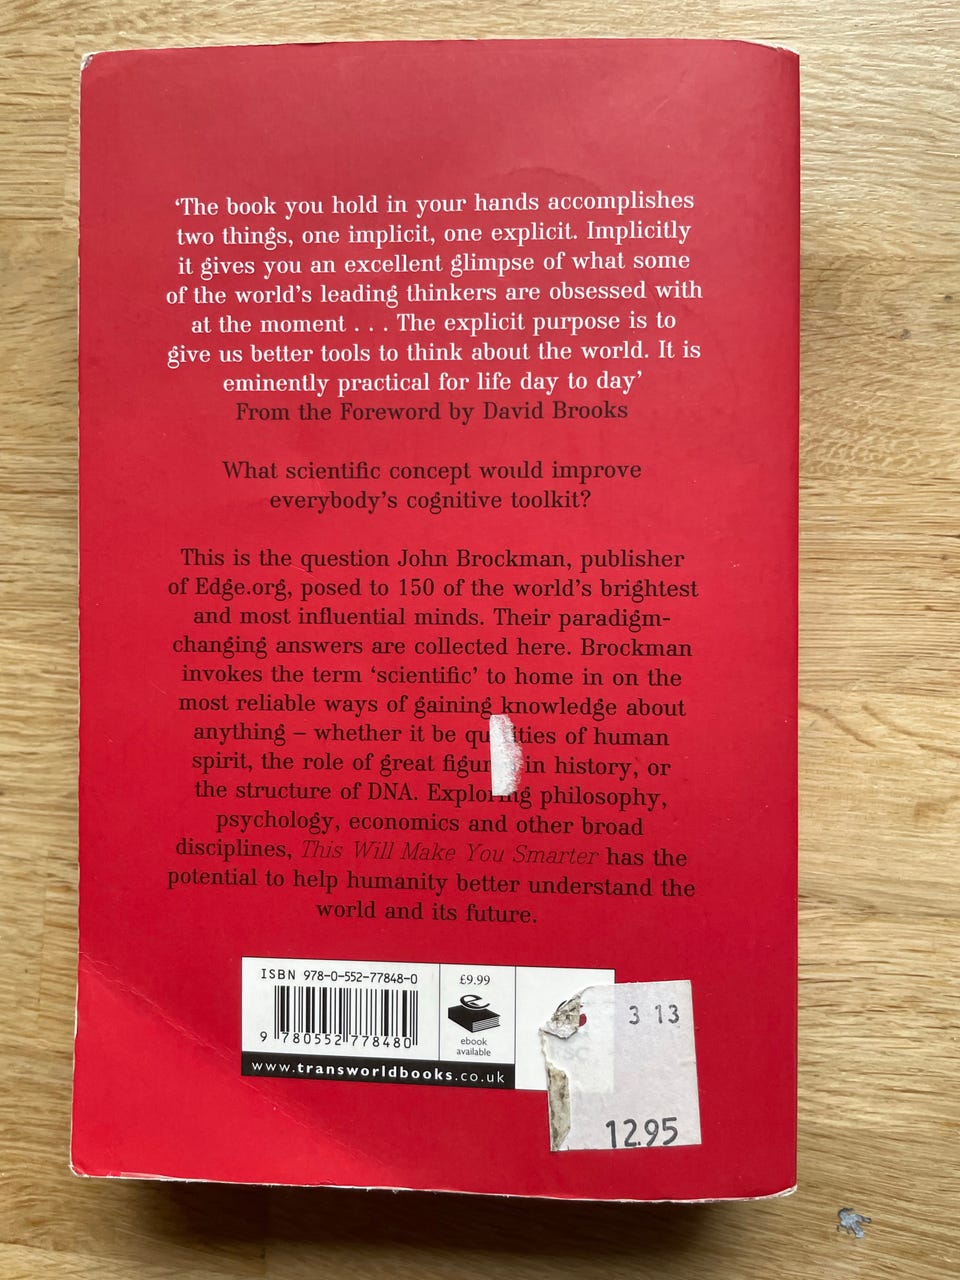 ‘The book you hold in your hands accomplishes
two things, one implicit, one explicit. Implicitly
it gives you an excellent glimpse of what some
of the world’s leading thinkers are obsessed with
at the moment . . . The explicit purpose is to
give us better tools to think about the world. It is
eminently practical for life day to day’
From the Foreword by David Brooks
What scientific concept would improve
everybody’s cognitive toolkit?
This is the question John Brockman, publisher
of Edge.org, posed to 150 of the world’s brightest
and most influential minds. Their paradigm-
changing answers are collected here. Brockman
invokes the term ‘scientific’ to home in on the
most reliable ways of gaining knowledge about
anything – whether it be of human
spirit, the role of great in history, or
the structure of DNA. Exploring philosophy,
psychology, economics and other broad
disciplines, This Will Make You Smarter has the
potential to help humanity better understand the
world and its future.
ISBN 978-0-552-77848-0
9 780552 778480
www.transworldbooks.co.uk
£9.99
e
ebook
available
3 13
12.95